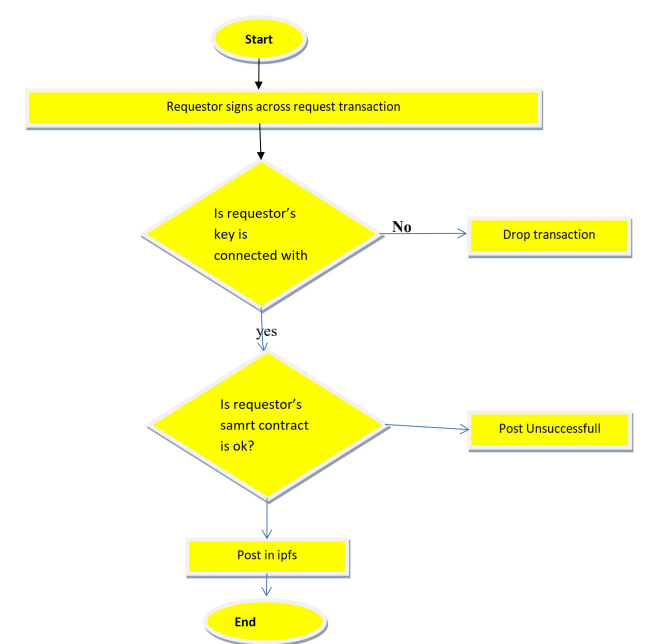 Start
Requestor signs across request transaction
Is requestor's
key is
connected with
No
Drop transaction
yes
Is requestor's
samrt contract
is ok?
Post Unsuccessfull
Post in ipfs
End